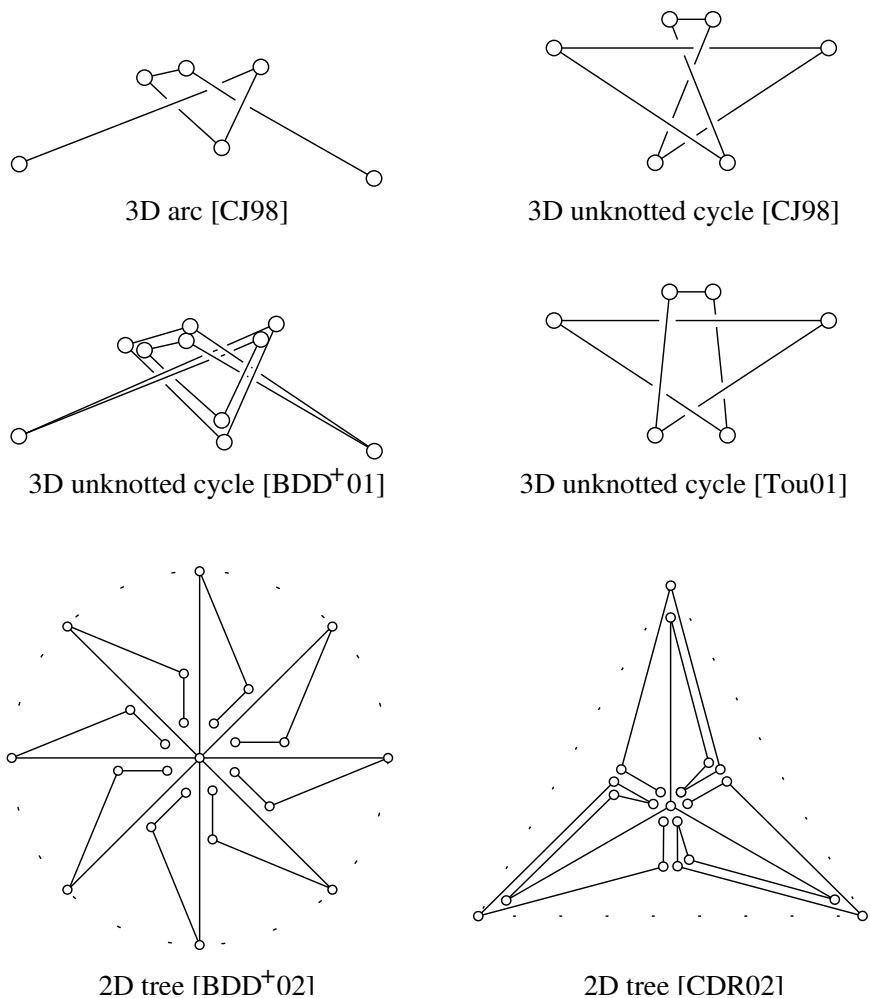 3D arc [CJ98]
3D unknotted cycle [CJ98]
3D unknotted cycle [BDD+01]
3D unknotted cycle [Tou01]
2D tree [BDD+02]
2D tree [CDR02]